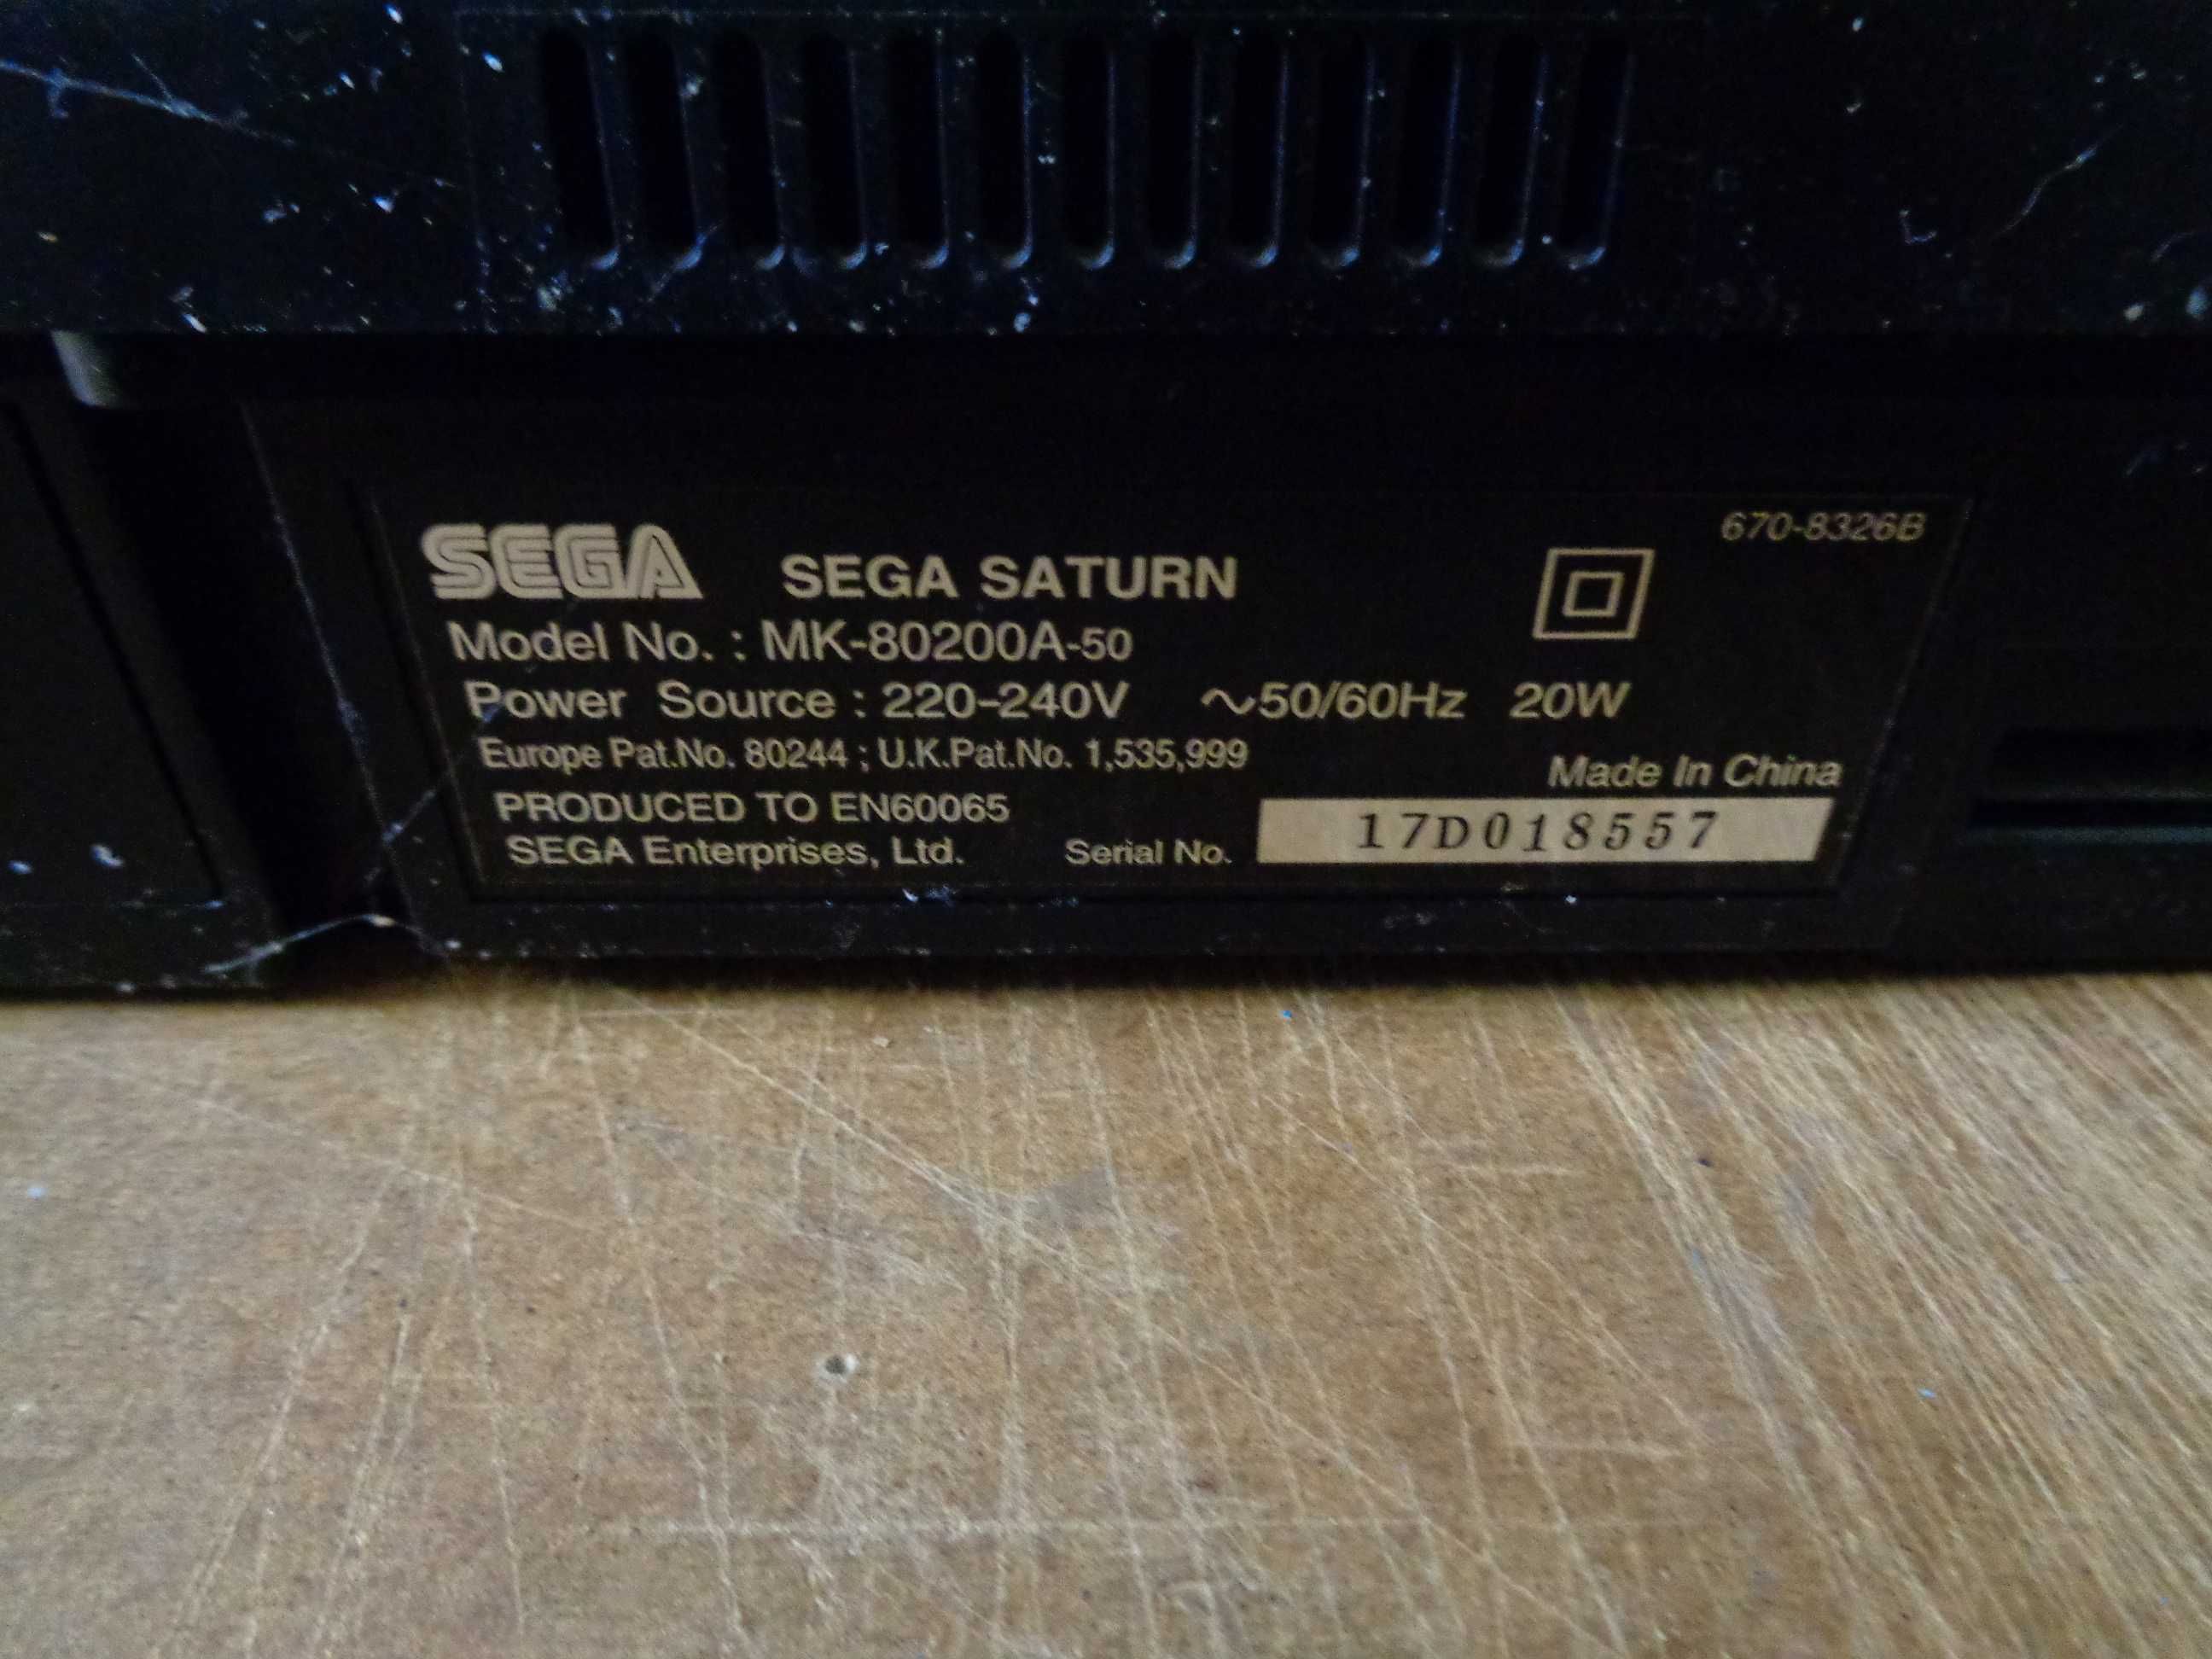 670-8326B
SEGA SEGA SATURN
Model No. : MK-80200A-50
Power Source : 220-240V ~50/60Hz 20W
Europe Pat.No. 80244 ; U.K.Pat.No. 1,535,999
Made In China
PRODUCED TO EN60065
SEGA Enterprises, Ltd. Serial No. 17D018557